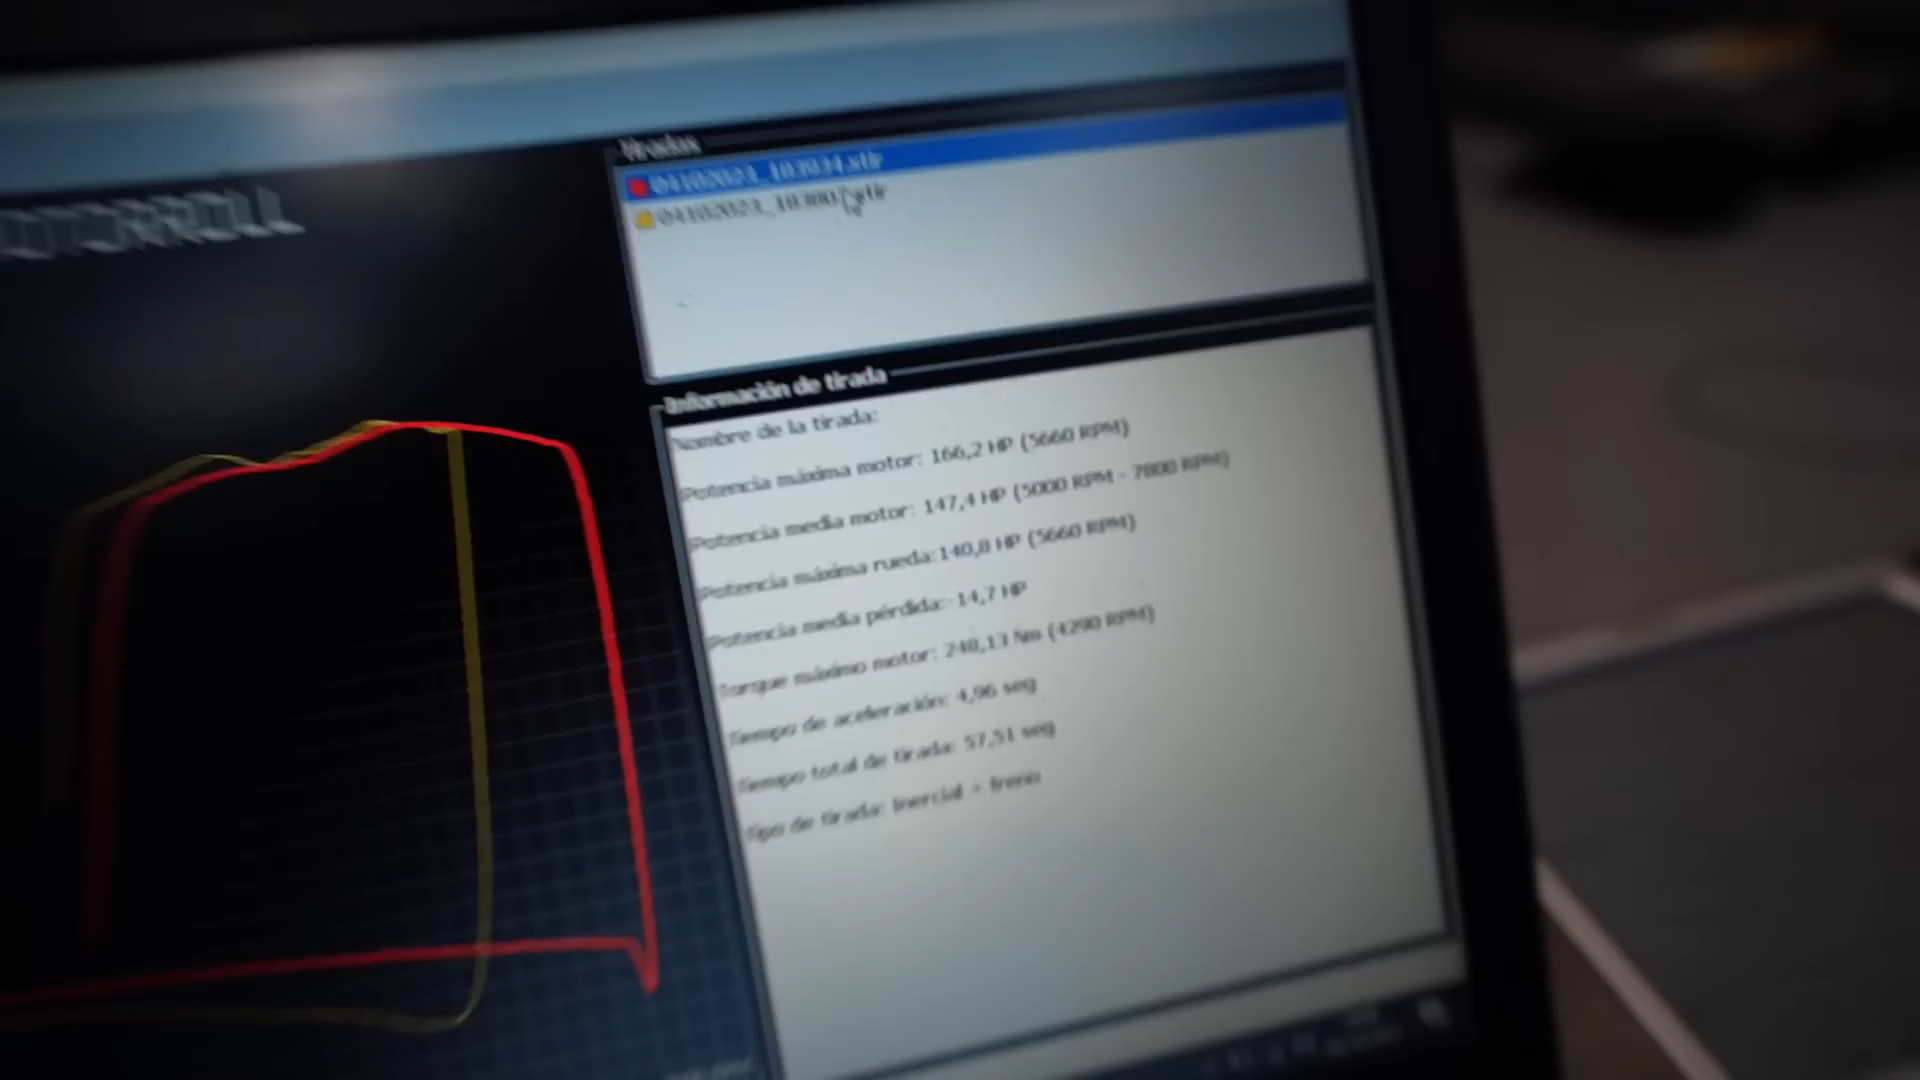 Tiradas
04102023_103934.stir
Información de tirada
Nombre de la tirada:
Potencia máxima motor: 166,2 HP (5660 RPM)
Potencia media motor: 147,4 HP (5000 RPM - 7000 RPM)
Potencia máxima rueda: 140,8 HP (5660 RPM)
Potencia media pérdida: -14,7 HP
Torque máximo motor: 248,13 Nm (4290 RPM)
Tiempo de aceleración: 4,96 seg
Tiempo total de tirada: 57,51 seg
Tipo de tirada: Inercial + freno